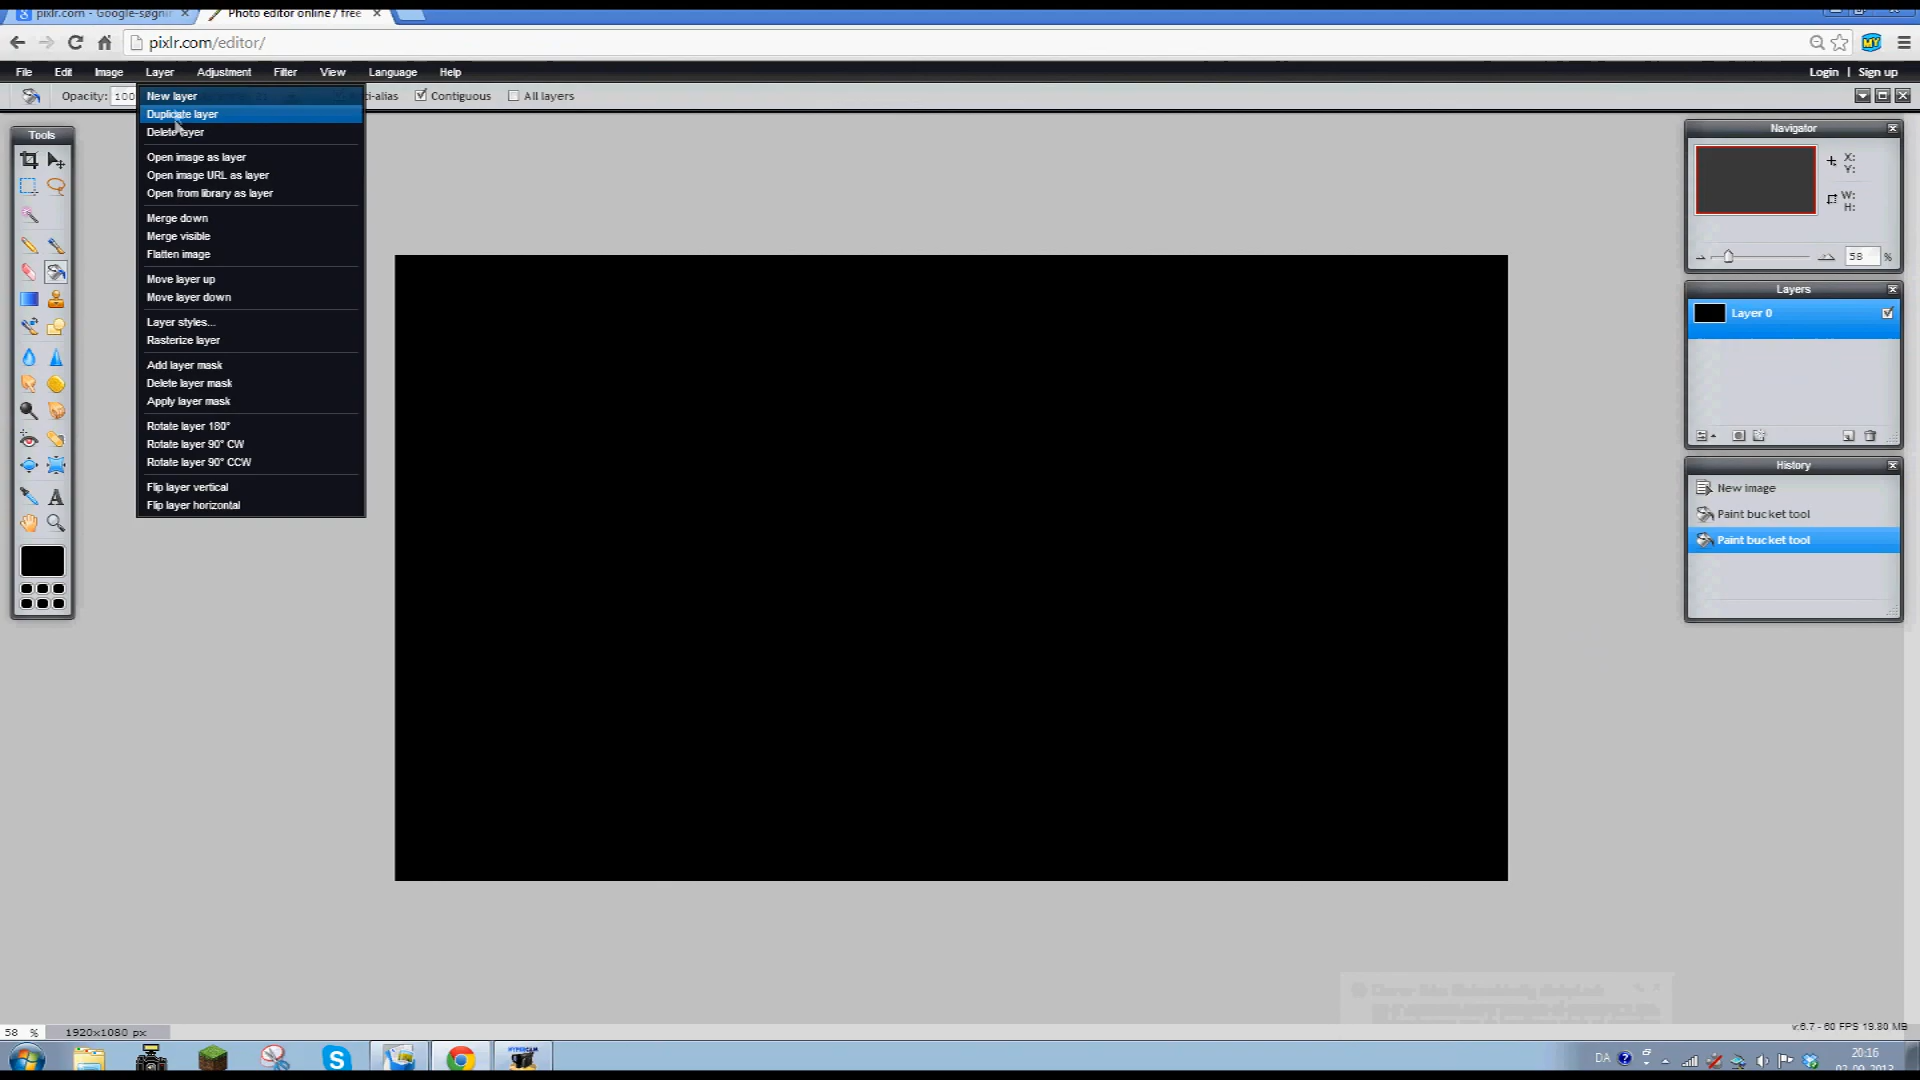 pixlr.com - Google-søgni
Photo editor online / free
pixlr.com/editor/
File Edit Image Layer Adjustment Filter View Language Help Login | Sign up
Opacity: 100 Contiguous All layers
New layer
Duplicate layer
Delete layer
Open image as layer
Open image URL as layer
Open from library as layer
Merge down
Merge visible
Flatten image
Move layer up
Move layer down
Layer styles...
Rasterize layer
Add layer mask
Delete layer mask
Apply layer mask
Rotate layer 180°
Rotate layer 90° CW
Rotate layer 90° CCW
Flip layer vertical
Flip layer horizontal
Tools
Navigator
X:
Y:
W:
H:
58 %
Layers
Layer 0
History
New image
Paint bucket tool
Paint bucket tool
58 % 1920x1080 px
v:6.7 - 60 FPS 19.80 MB
HYPERCAM
DA
20:16
02-09-2013